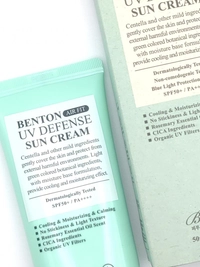 BENTON AIR FIT
UV DEFENSE
SUN CREAM
Centella and other mild ingredients
gently cover the skin and protect from
external harmful environments. Light
green colored botanical ingredients,
with moisture base formulation,
provide cooling and moisturizing effect.
Dermatologically Tested
SPF50+ / PA++++
Cooling & Moisturizing & Calming
No Stickiness & Light Texture
Rosemary Essential Oil Scent
CICA Ingredients
Organic UV Filters
UV DEFENSE
SUN CREAM
Centella and other mild ingredients
gently cover the skin and protect
external harmful environments.
green colored botanical ingredients
with moisture base formula
provide cooling and moisturizing
Dermatologically Tested
Non-comedogenic
Blue Light Protection
SPF50+ / PA++++
Cooling & Moisturizing
No Stickiness & Light
Rosemary Essential
CICA Ingredients
Organic UV Filters